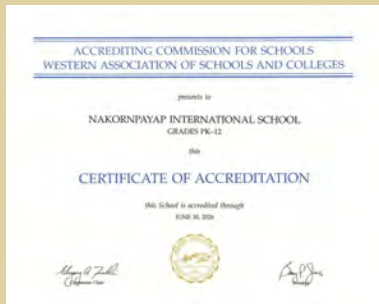 ACCREDITING COMMISSION FOR SCHOOLS
WESTERN ASSOCIATION OF SCHOOLS AND COLLEGES
presents to
NAKORNPAYAP INTERNATIONAL SCHOOL
GRADES PK–12
this
CERTIFICATE OF ACCREDITATION
this School is accredited through
JUNE 30, 2026